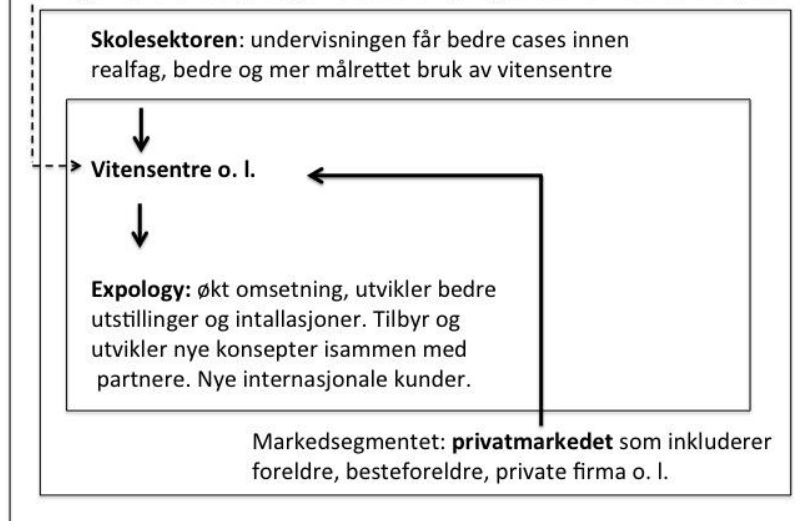 Skolesektoren: undervisningen får bedre cases innen
realfag, bedre og mer målrettet bruk av vitensentre
Vitensentre o. l.
Expology: økt omsetning, utvikler bedre
utstillinger og intallasjoner. Tilbyr og
utvikler nye konsepter isammen med
partnere. Nye internasjonale kunder.
Markedsegmentet: privatmarkedet som inkluderer
foreldre, besteforeldre, private firma o. l.